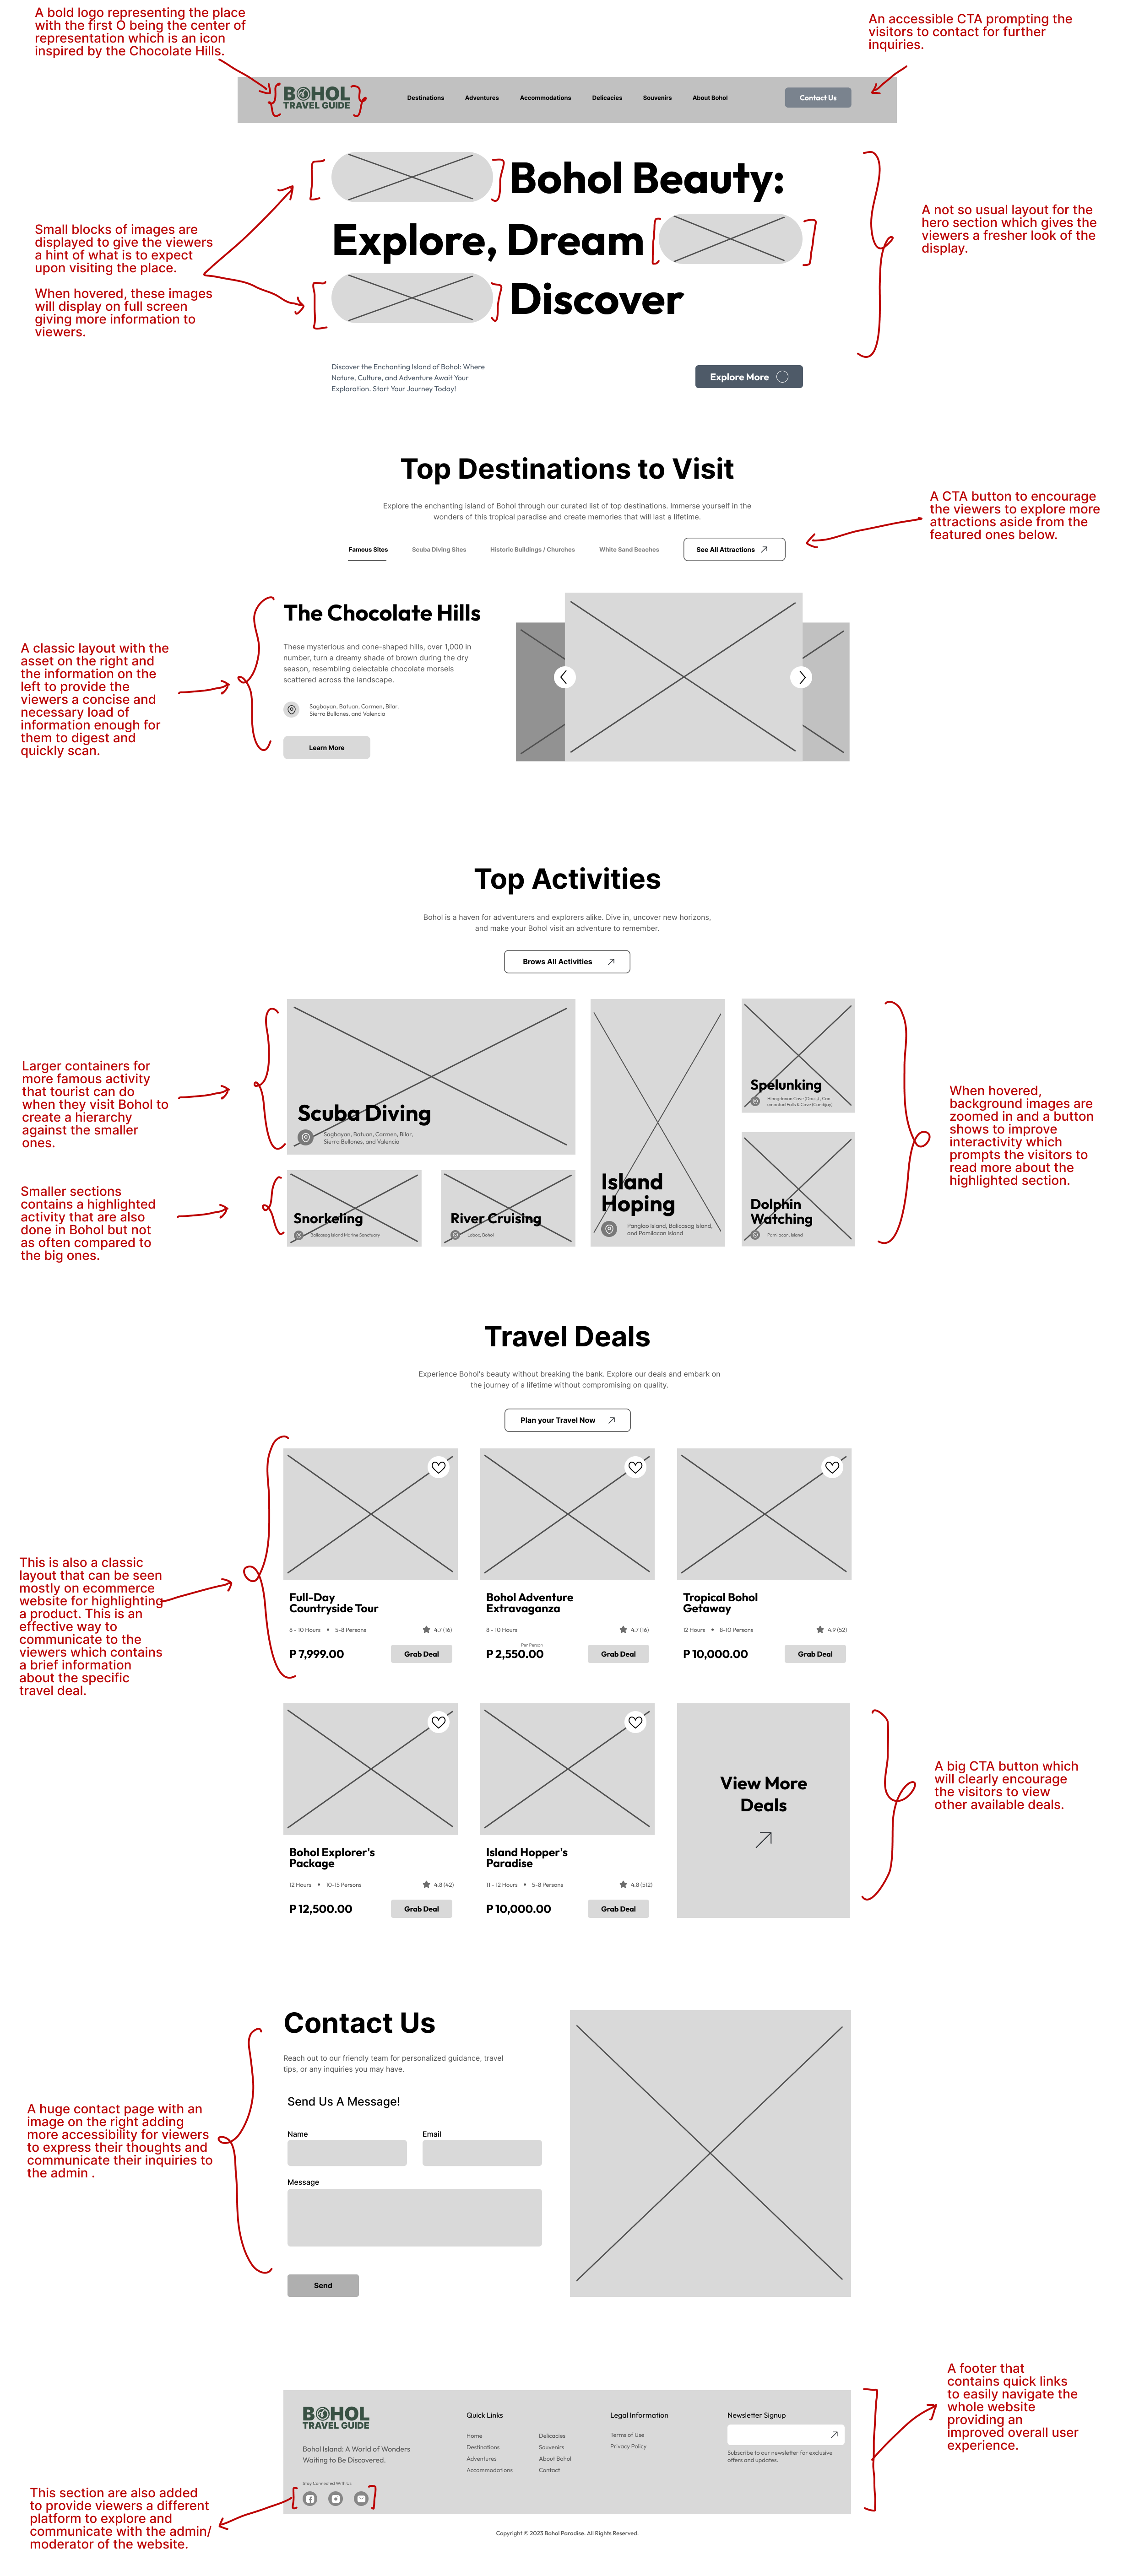 A bold logo representing the place
with the first O being the center of
representation which is an icon
inspired by the Chocolate Hills.
An accessible CTA prompting the
visitors to contact for further
inquiries.
BOHOL
TRAVEL GUIDE
Destinations
Adventures
Accommodations
Delicacies
Souvenirs
About Bohol
Contact Us
Bohol Beauty:
Explore, Dream
Discover
Small blocks of images are
displayed to give the viewers
a hint of what is to expect
upon visiting the place.
When hovered, these images
will display on full screen
giving more information to
viewers.
A not so usual layout for the
hero section which gives the
viewers a fresher look of the
display.
Discover the Enchanting Island of Bohol: Where
Nature, Culture, and Adventure Await Your
Exploration. Start Your Journey Today!
Explore More
Top Destinations to Visit
Explore the enchanting island of Bohol through our curated list of top destinations. Immerse yourself in the
wonders of this tropical paradise and create memories that will last a lifetime.
A CTA button to encourage
the viewers to explore more
attractions aside from the
featured ones below.
Famous Sites
Scuba Diving Sites
Historic Buildings / Churches
White Sand Beaches
See All Attractions
The Chocolate Hills
These mysterious and cone-shaped hills, over 1,000 in
number, turn a dreamy shade of brown during the dry
season, resembling delectable chocolate morsels
scattered across the landscape.
Sagbayan, Batuan, Carmen, Bilar,
Sierra Bullones, and Valencia
Learn More
A classic layout with the
asset on the right and
the information on the
left to provide the
viewers a concise and
necessary load of
information enough for
them to digest and
quickly scan.
Top Activities
Bohol is a haven for adventurers and explorers alike. Dive in, uncover new horizons,
and make your Bohol visit an adventure to remember.
Brows All Activities
Larger containers for
more famous activity
that tourist can do
when they visit Bohol to
create a hierarchy
against the smaller
ones.
Smaller sections
contains a highlighted
activity that are also
done in Bohol but not
as often compared to
the big ones.
Scuba Diving
Sagbayan, Batuan, Carmen, Bilar,
Sierra Bullones, and Valencia
Snorkeling
Balicasag Island Marine Sanctuary
River Cruising
Laboc, Bohol
Island
Hoping
Panglao Island, Balicasag Island,
and Pamilacan Island
Spelunking
Hinagdanan Cave (Dauis) , Can-
umantad Falls & Cave (Candijay)
Dolphin
Watching
Pamilacan, Island
When hovered,
background images are
zoomed in and a button
shows to improve
interactivity which
prompts the visitors to
read more about the
highlighted section.
Travel Deals
Experience Bohol's beauty without breaking the bank. Explore our deals and embark on
the journey of a lifetime without compromising on quality.
Plan your Travel Now
This is also a classic
layout that can be seen
mostly on ecommerce
website for highlighting
a product. This is an
effective way to
communicate to the
viewers which contains
a brief information
about the specific
travel deal.
Full-Day
Countryside Tour
8 - 10 Hours • 5-8 Persons
4.7 (16)
P 7,999.00
Grab Deal
Bohol Adventure
Extravaganza
8 - 10 Hours
4.7 (16)
Per Person
P 2,550.00
Grab Deal
Tropical Bohol
Getaway
12 Hours • 8-10 Persons
4.9 (52)
P 10,000.00
Grab Deal
Bohol Explorer's
Package
12 Hours • 10-15 Persons
4.8 (42)
P 12,500.00
Grab Deal
Island Hopper's
Paradise
11 - 12 Hours • 5-8 Persons
4.8 (512)
P 10,000.00
Grab Deal
View More
Deals
A big CTA button which
will clearly encourage
the visitors to view
other available deals.
Contact Us
Reach out to our friendly team for personalized guidance, travel
tips, or any inquiries you may have.
Send Us A Message!
Name
Email
Message
Send
A huge contact page with an
image on the right adding
more accessibility for viewers
to express their thoughts and
communicate their inquiries to
the admin .
A footer that
contains quick links
to easily navigate the
whole website
providing an
improved overall user
experience.
BOHOL
TRAVEL GUIDE
Bohol Island: A World of Wonders
Waiting to Be Discovered.
Stay Connected With Us
Quick Links
Home
Destinations
Adventures
Accommodations
Delicacies
Souvenirs
About Bohol
Contact
Legal Information
Terms of Use
Privacy Policy
Newsletter Signup
Subscribe to our newsletter for exclusive
offers and updates.
This section are also added
to provide viewers a different
platform to explore and
communicate with the admin/
moderator of the website.
Copyright © 2023 Bohol Paradise. All Rights Reserved.